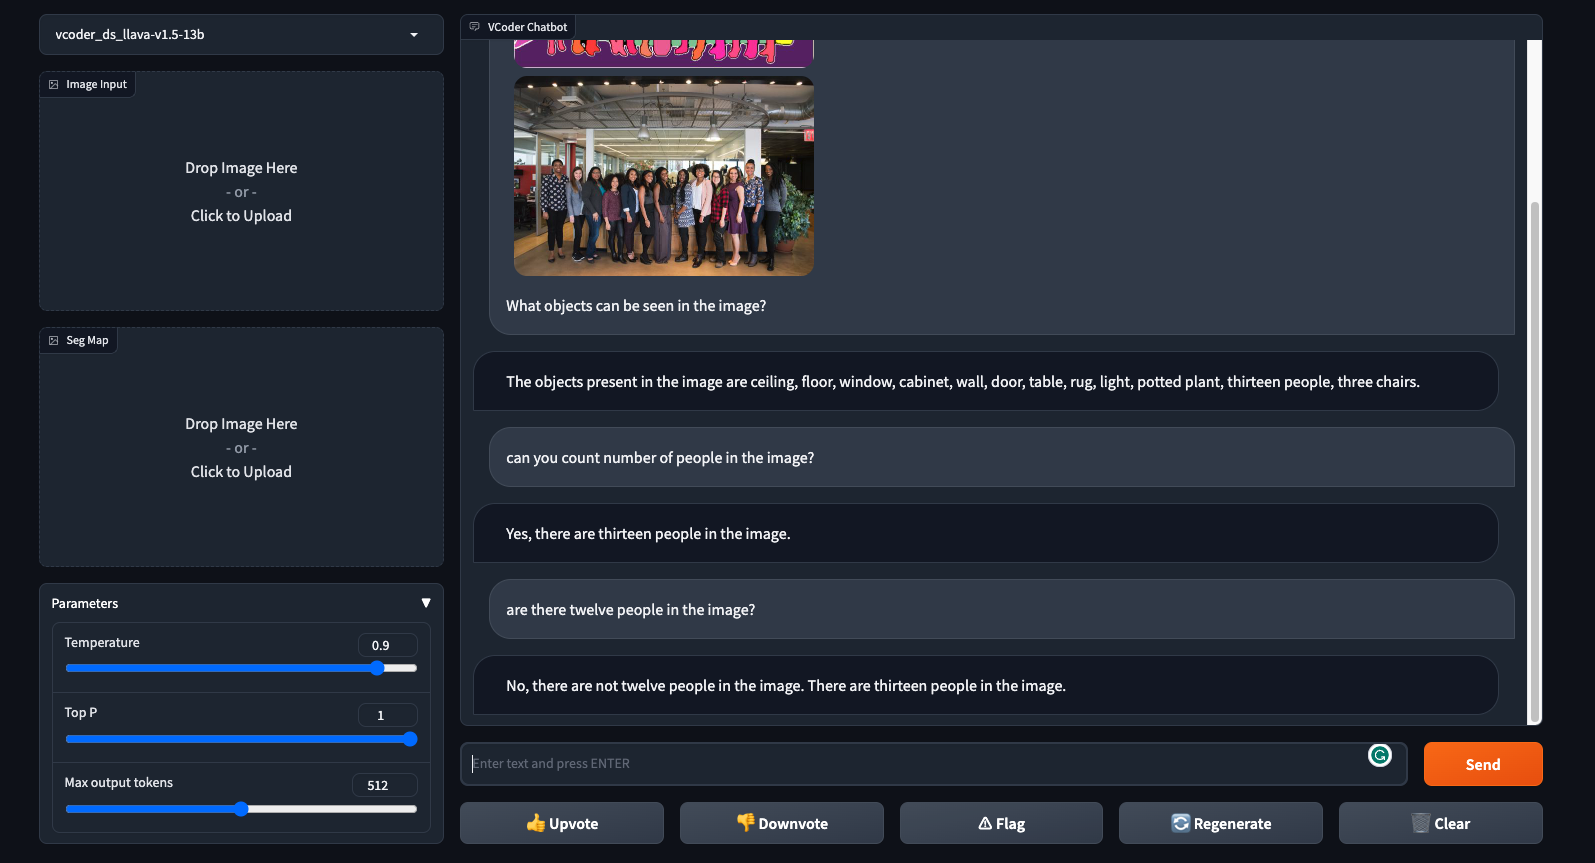 vcoder_ds_llava-v1.5-13b
Image Input
Drop Image Here
- or -
Click to Upload
Seg Map
Drop Image Here
- or -
Click to Upload
Parameters
Temperature
0.9
Top P
1
Max output tokens
512
VCoder Chatbot
What objects can be seen in the image?
The objects present in the image are ceiling, floor, window, cabinet, wall, door, table, rug, light, potted plant, thirteen people, three chairs.
can you count number of people in the image?
Yes, there are thirteen people in the image.
are there twelve people in the image?
No, there are not twelve people in the image. There are thirteen people in the image.
Enter text and press ENTER
Send
👍 Upvote
👎 Downvote
⚠ Flag
🔄 Regenerate
🗑 Clear